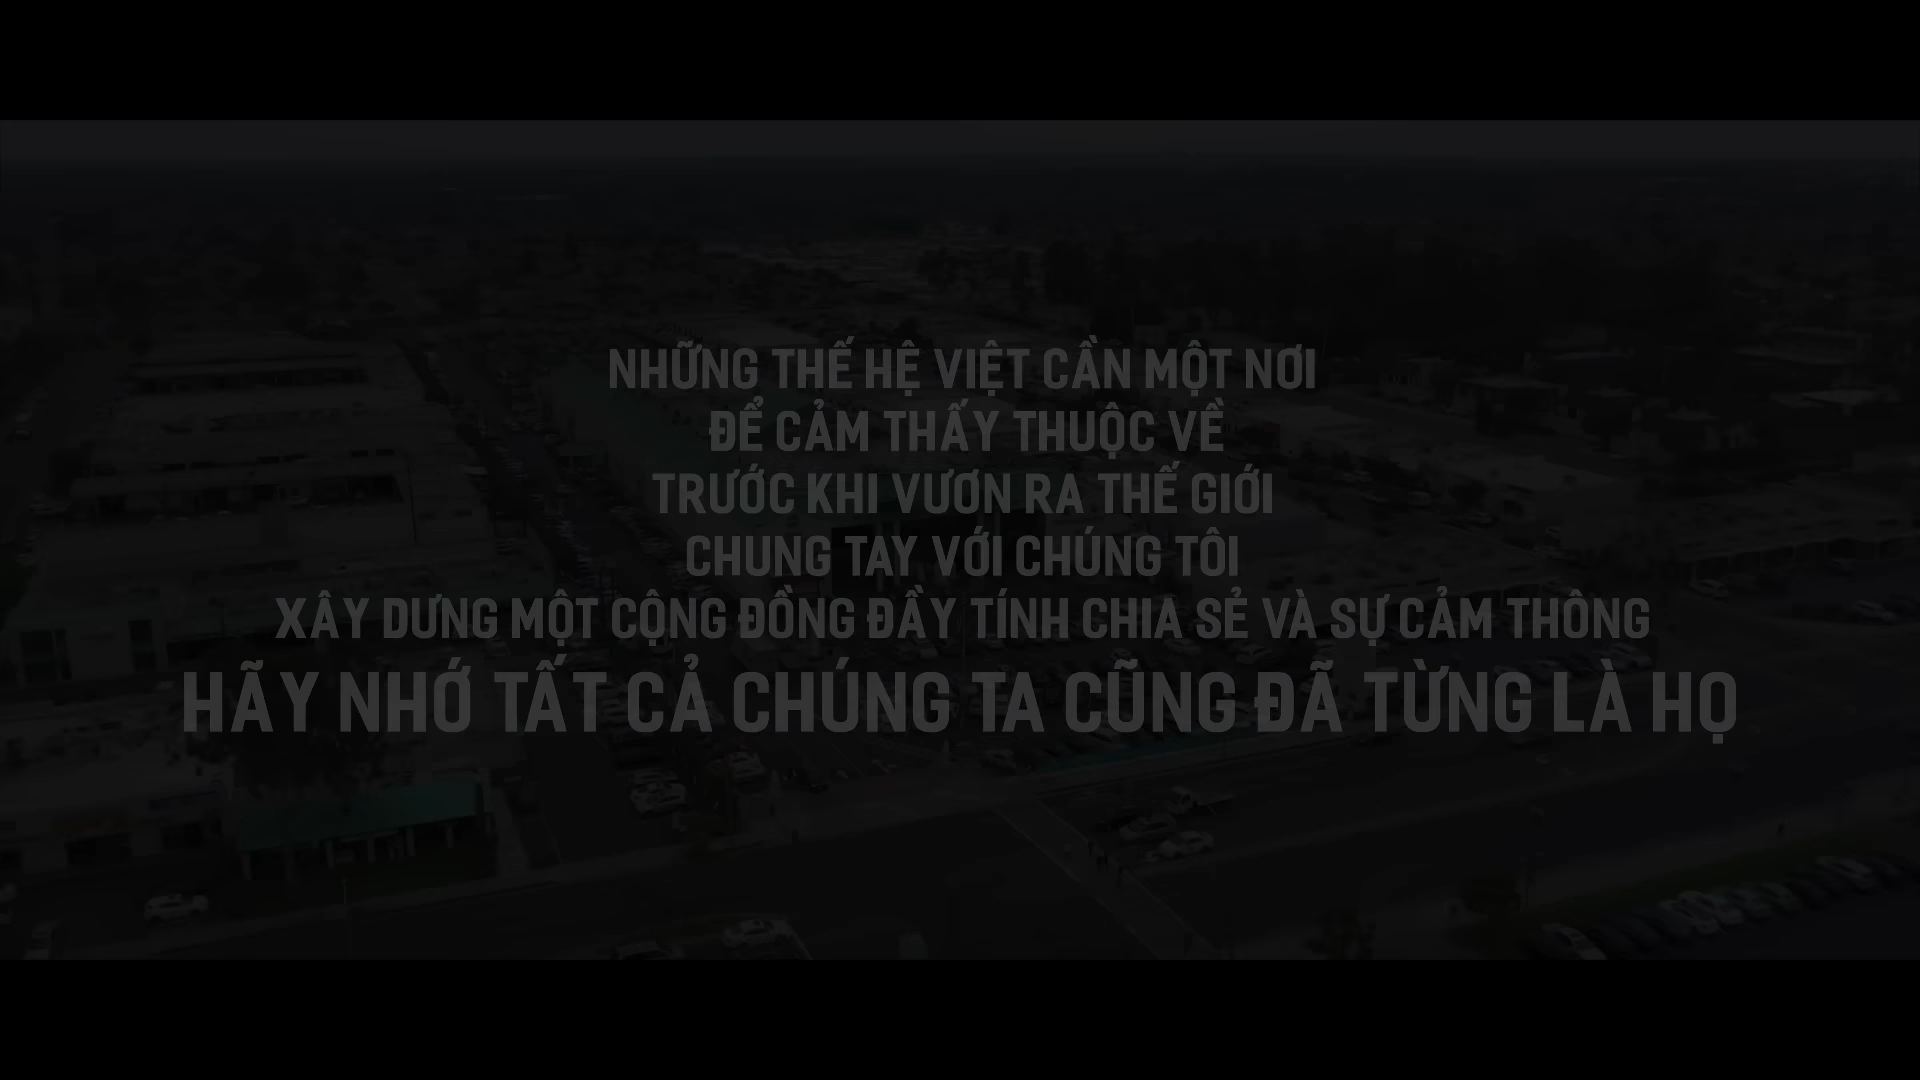 NHỮNG THẾ HỆ VIỆT CẦN MỘT NƠI
ĐỂ CẢM THẤY THUỘC VỀ
TRƯỚC KHI VƯƠN RA THẾ GIỚI
CHUNG TAY VỚI CHÚNG TÔI
XÂY DƯNG MỘT CỘNG ĐỒNG ĐẦY TÍNH CHIA SẺ VÀ SỰ CẢM THÔNG
HÃY NHỚ TẤT CẢ CHÚNG TA CŨNG ĐÃ TỪNG LÀ HỌ